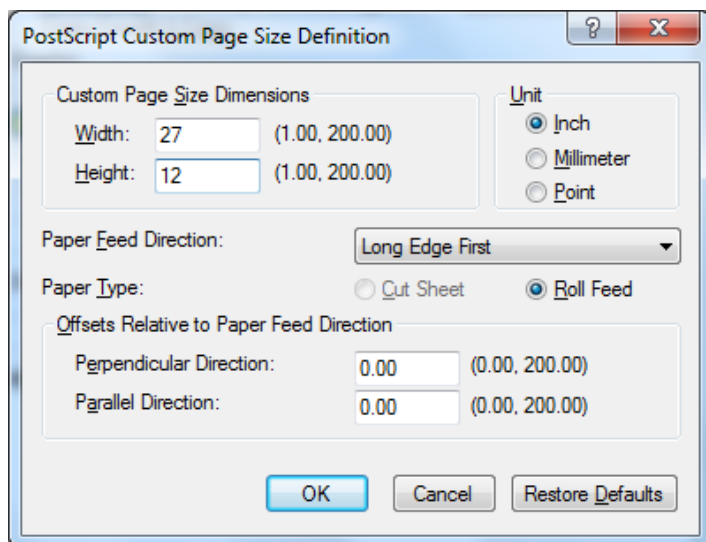 PostScript Custom Page Size Definition
Custom Page Size Dimensions
Width: 27 (1.00, 200.00)
Height: 12 (1.00, 200.00)
Unit
Inch
Millimeter
Point
Paper Feed Direction: Long Edge First
Paper Type: Cut Sheet Roll Feed
Offsets Relative to Paper Feed Direction
Perpendicular Direction: 0.00 (0.00, 200.00)
Parallel Direction: 0.00 (0.00, 200.00)
OK Cancel Restore Defaults